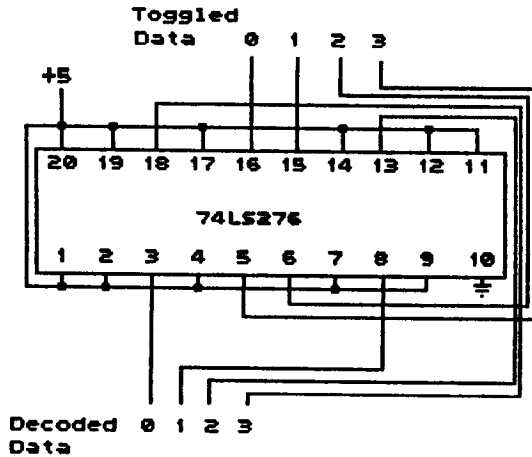 Toggled
Data 0 1 2 3
+5
20 19 18 17 16 15 14 13 12 11
74LS276
1 2 3 4 5 6 7 8 9 10
Decoded 0 1 2 3
Data